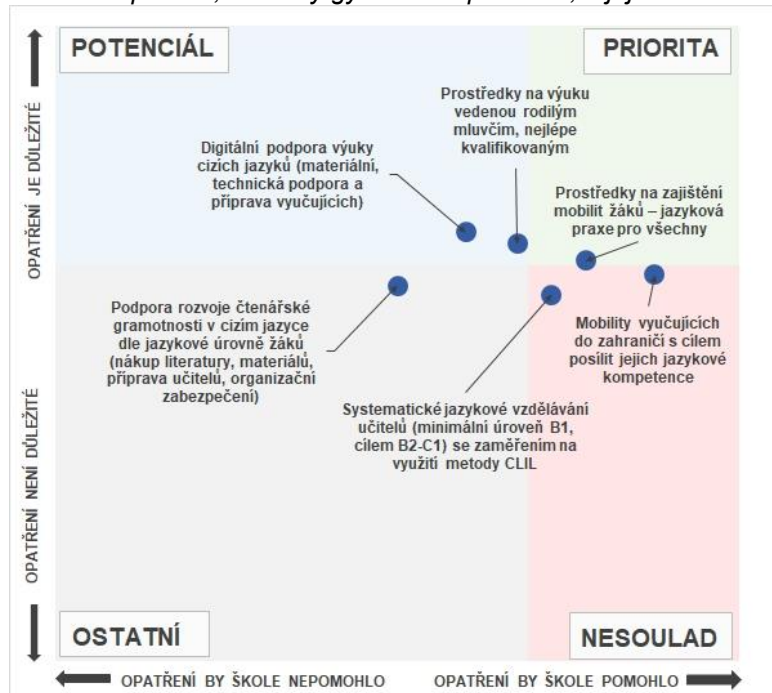 POTENCIÁL
PRIORITA
Prostředky na výuku
vedenou rodilým
mluvčím, nejlépe
kvalifikovaným
Digitální podpora výuky
cizích jazyků (materiální,
technická podpora a
příprava vyučujících)
Prostředky na zajištění
mobilit žáků – jazyková
praxe pro všechny
Podpora rozvoje čtenářské
gramotnosti v cizím jazyce
dle jazykové úrovně žáků
(nákup literatury, materiálů,
příprava učitelů, organizační
zabezpečení)
Mobility vyučujících
do zahraničí s cílem
posílit jejich jazykové
kompetence
Systematické jazykové vzdělávání
učitelů (minimální úroveň B1,
cílem B2-C1) se zaměřením na
využití metody CLIL
OPATŘENÍ JE DŮLEŽITÉ
OPATŘENÍ NENÍ DŮLEŽITÉ
OSTATNÍ
NESOULAD
OPATŘENÍ BY ŠKOLE NEPOMOHLO
OPATŘENÍ BY ŠKOLE POMOHLO